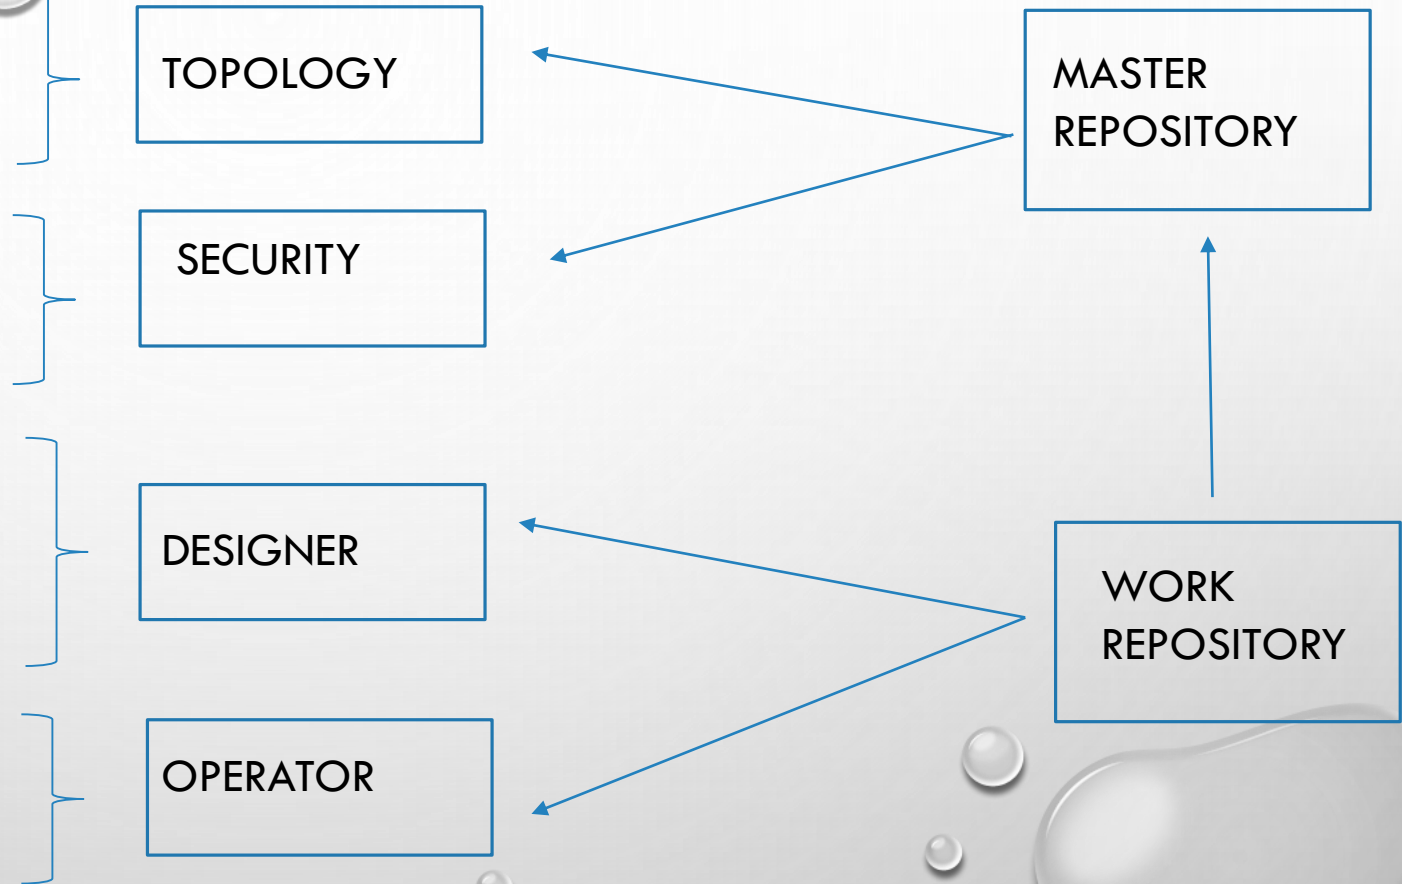 TOPOLOGY
MASTER
REPOSITORY
SECURITY
DESIGNER
WORK
REPOSITORY
OPERATOR